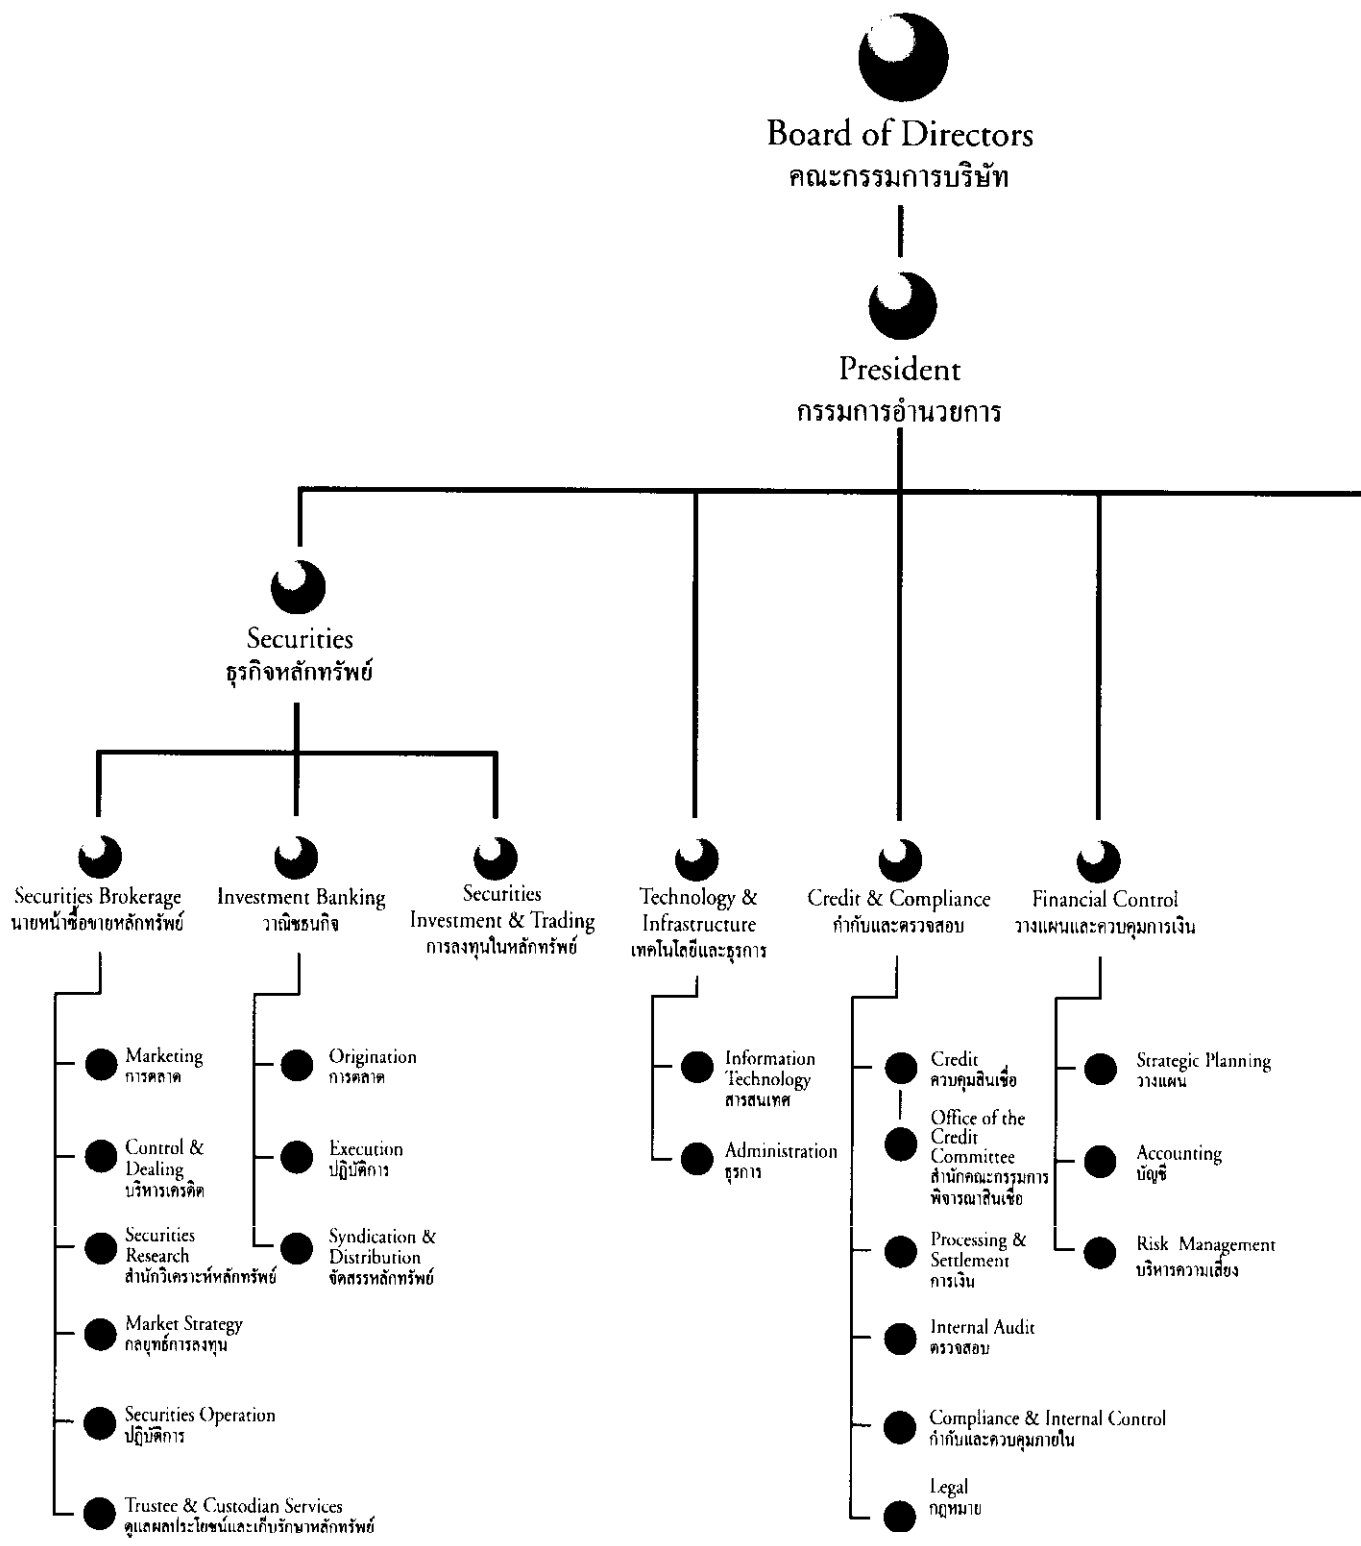 Board of Directors
คณะกรรมการบริษัท
President
กรรมการอำนวยการ
Securities
ธุรกิจหลักทรัพย์
Securities Brokerage
นายหน้าซื้อขายหลักทรัพย์
Investment Banking
วาณิชธนกิจ
Securities
Investment & Trading
การลงทุนในหลักทรัพย์
Technology &
Infrastructure
เทคโนโลยีและธุรการ
Credit & Compliance
กำกับและตรวจสอบ
Financial Control
วางแผนและควบคุมการเงิน
Marketing
การตลาด
Control &
Dealing
บริหารเครดิต
Securities
Research
สำนักวิเคราะห์หลักทรัพย์
Market Strategy
กลยุทธ์การลงทุน
Securities Operation
ปฏิบัติการ
Trustee & Custodian Services
ดูแลผลประโยชน์และเก็บรักษาหลักทรัพย์
Origination
การตลาด
Execution
ปฏิบัติการ
Syndication &
Distribution
จัดสรรหลักทรัพย์
Information
Technology
สารสนเทศ
Administration
ธุรการ
Credit
ควบคุมสินเชื่อ
Office of the
Credit
Committee
สำนักคณะกรรมการ
พิจารณาสินเชื่อ
Processing &
Settlement
การเงิน
Internal Audit
ตรวจสอบ
Compliance & Internal Control
กำกับและควบคุมภายใน
Legal
กฎหมาย
Strategic Planning
วางแผน
Accounting
บัญชี
Risk Management
บริหารความเสี่ยง